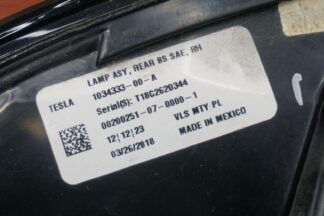 LAMP ASY, REAR BS SAE, RH
TESLA
1034333-00-A
Serial(S): T18C2620344
00200251-07-0000-1
12|12|23
VLS MTY PL
03/26/2018
MADE IN MEXICO